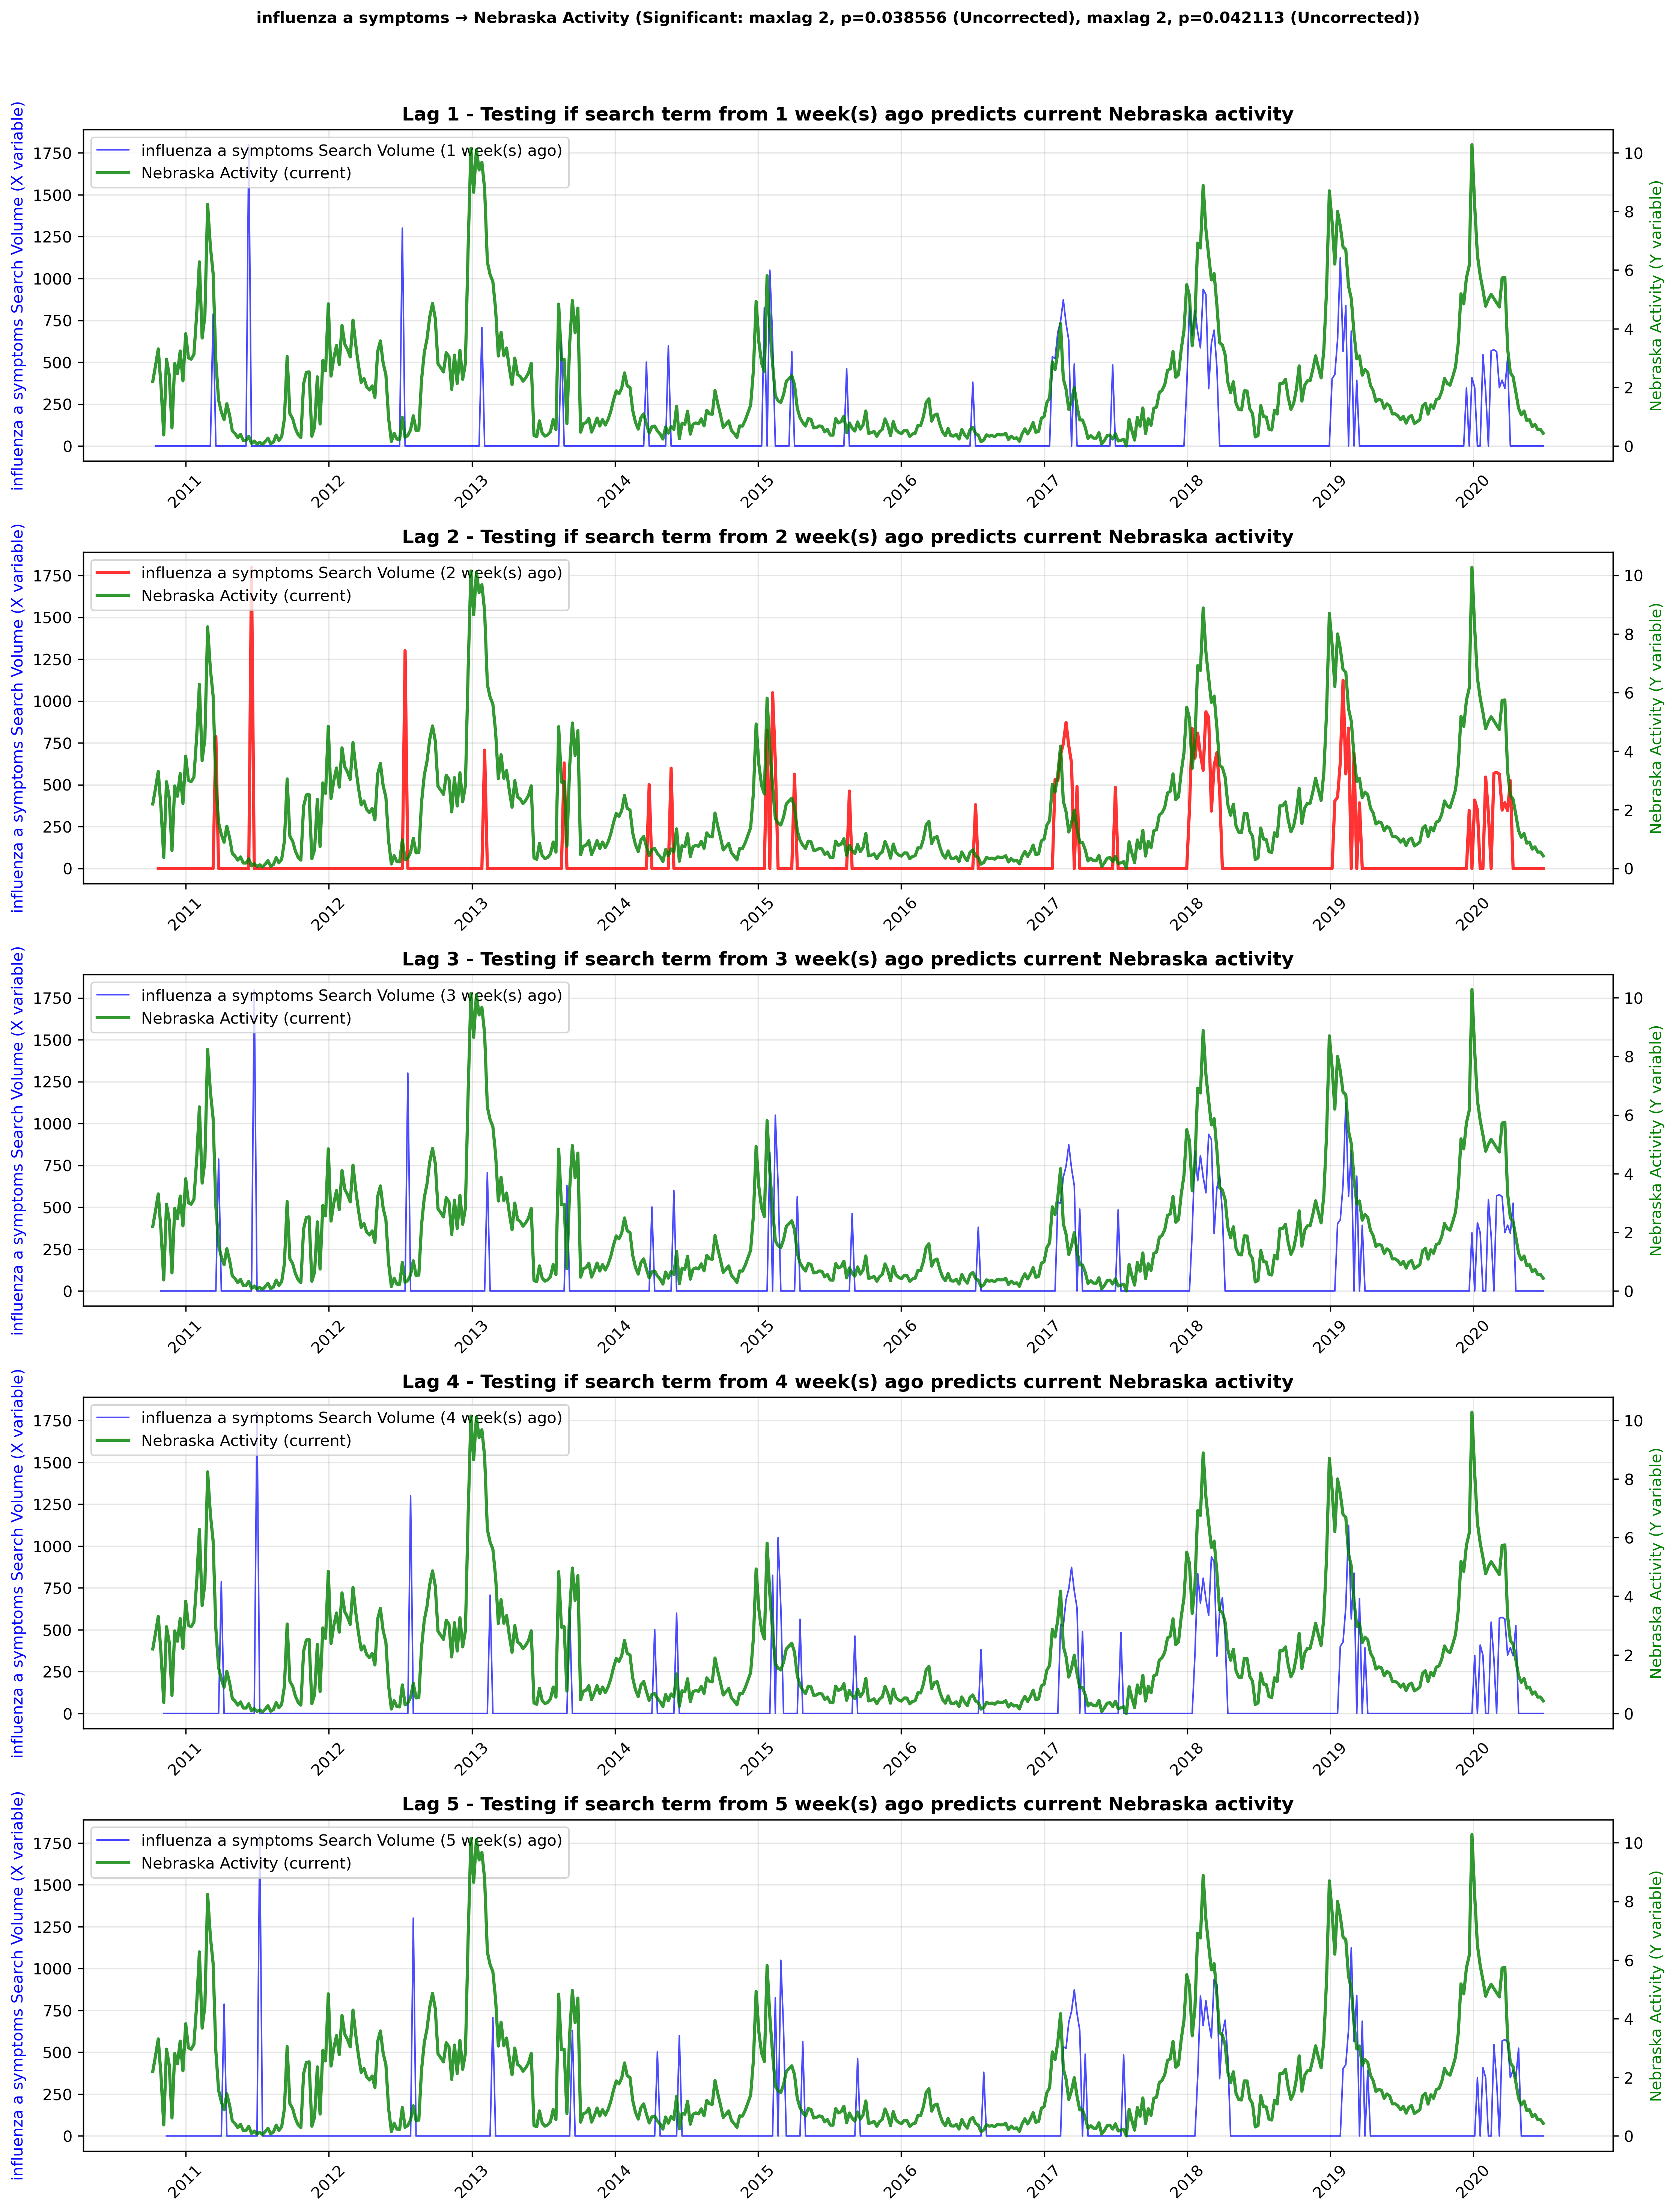 influenza a symptoms → Nebraska Activity (Significant: maxlag 2, p=0.038556 (Uncorrected), maxlag 2, p=0.042113 (Uncorrected))
Lag 1 - Testing if search term from 1 week(s) ago predicts current Nebraska activity
influenza a symptoms Search Volume (X variable)
1750
1500
1250
1000
750
500
250
0
influenza a symptoms Search Volume (1 week(s) ago)
Nebraska Activity (current)
10
8
6
4
2
0
Nebraska Activity (Y variable)
2011 2012 2013 2014 2015 2016 2017 2018 2019 2020
Lag 2 - Testing if search term from 2 week(s) ago predicts current Nebraska activity
influenza a symptoms Search Volume (X variable)
1750
1500
1250
1000
750
500
250
0
influenza a symptoms Search Volume (2 week(s) ago)
Nebraska Activity (current)
10
8
6
4
2
0
Nebraska Activity (Y variable)
2011 2012 2013 2014 2015 2016 2017 2018 2019 2020
Lag 3 - Testing if search term from 3 week(s) ago predicts current Nebraska activity
influenza a symptoms Search Volume (X variable)
1750
1500
1250
1000
750
500
250
0
influenza a symptoms Search Volume (3 week(s) ago)
Nebraska Activity (current)
10
8
6
4
2
0
Nebraska Activity (Y variable)
2011 2012 2013 2014 2015 2016 2017 2018 2019 2020
Lag 4 - Testing if search term from 4 week(s) ago predicts current Nebraska activity
influenza a symptoms Search Volume (X variable)
1750
1500
1250
1000
750
500
250
0
influenza a symptoms Search Volume (4 week(s) ago)
Nebraska Activity (current)
10
8
6
4
2
0
Nebraska Activity (Y variable)
2011 2012 2013 2014 2015 2016 2017 2018 2019 2020
Lag 5 - Testing if search term from 5 week(s) ago predicts current Nebraska activity
influenza a symptoms Search Volume (X variable)
1750
1500
1250
1000
750
500
250
0
influenza a symptoms Search Volume (5 week(s) ago)
Nebraska Activity (current)
10
8
6
4
2
0
Nebraska Activity (Y variable)
2011 2012 2013 2014 2015 2016 2017 2018 2019 2020